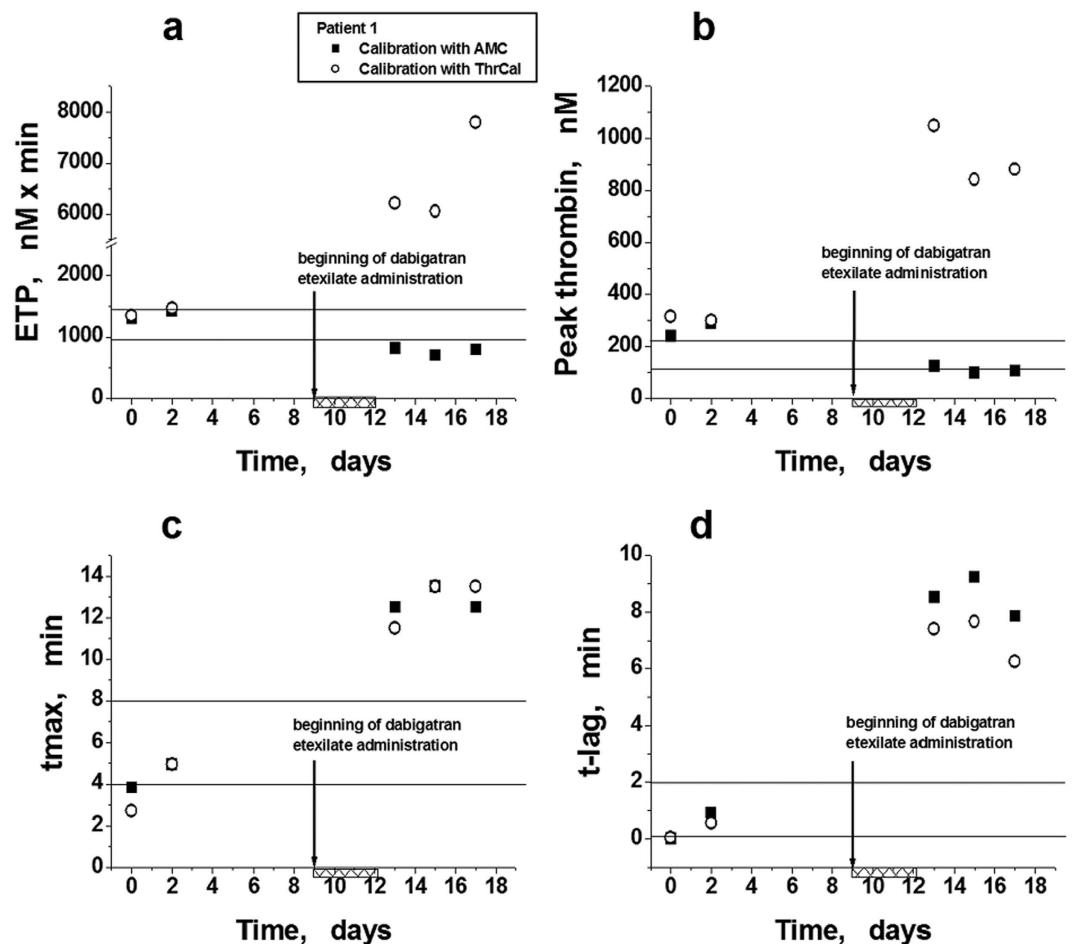 a
Patient 1
Calibration with AMC
Calibration with ThrCal
b
ETP, nM x min
8000
7000
6000
2000
1000
0
beginning of dabigatran
etexilate administration
0 2 4 6 8 10 12 14 16 18
Time, days
Peak thrombin, nM
1200
1000
800
600
400
200
0
beginning of dabigatran
etexilate administration
0 2 4 6 8 10 12 14 16 18
Time, days
c
tmax, min
14
12
10
8
6
4
2
0
beginning of dabigatran
etexilate administration
0 2 4 6 8 10 12 14 16 18
Time, days
d
t-lag, min
10
8
6
4
2
0
beginning of dabigatran
etexilate administration
0 2 4 6 8 10 12 14 16 18
Time, days